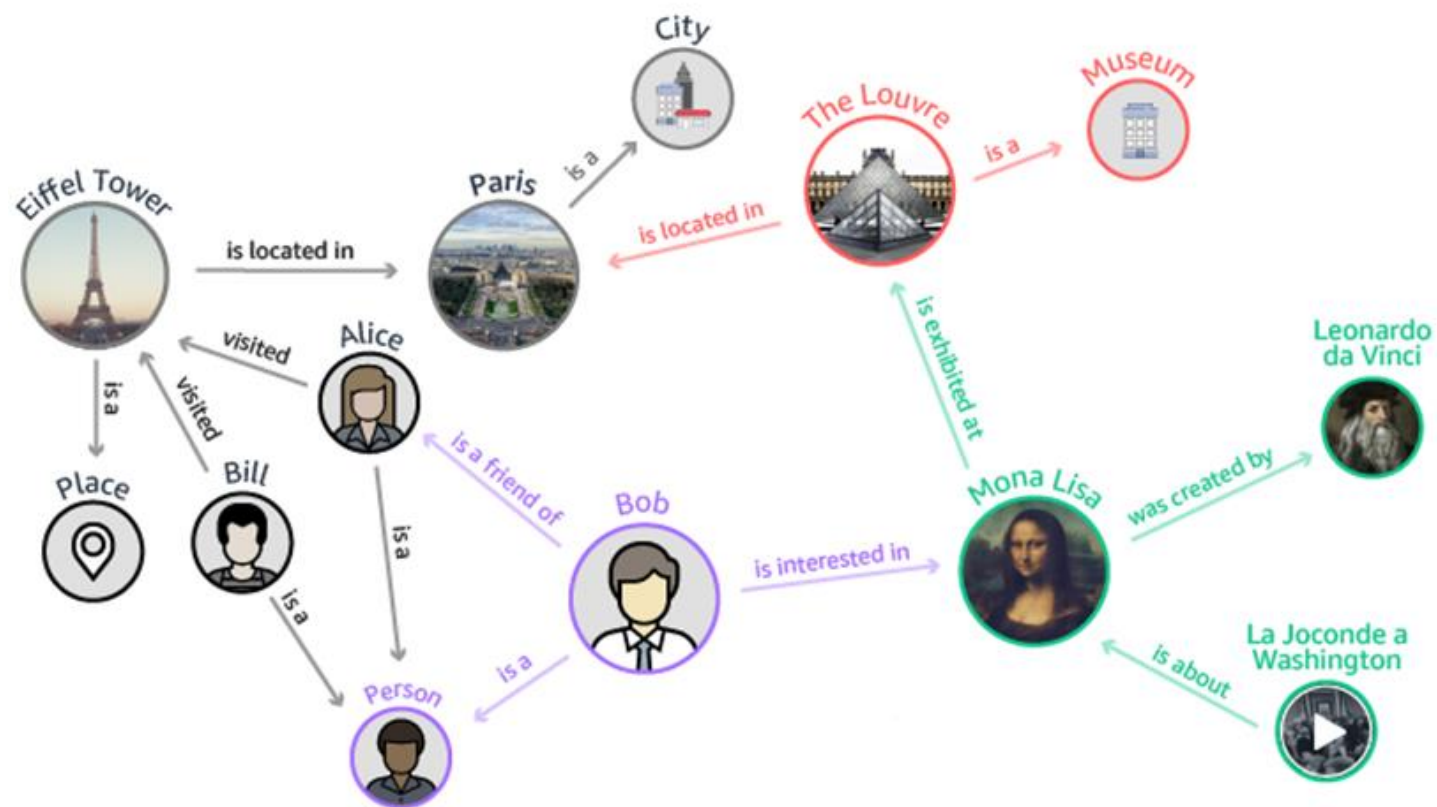 City
The Louvre
Museum
is a
is a
Eiffel Tower
Paris
is located in
is located in
is exhibited at
Leonardo
da Vinci
visited
Alice
is a
visited
is a friend of
was created by
Place
Bill
Bob
Mona Lisa
is a
is interested in
is a
La Joconde a
Washington
is about
is a
Person